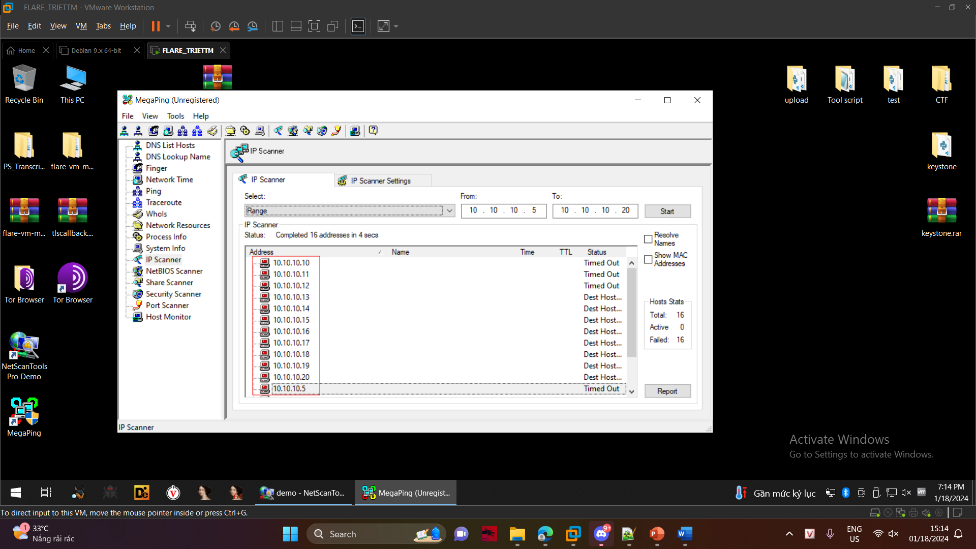 FLARE_TRIETTM - VMware Workstation
File Edit View VM Tabs Help
Home Debian 9.x 64-bit FLARE_TRIETTM
Recycle Bin This PC upload Tool script test CTF
MegaPing (Unregistered)
File View Tools Help
DNS List Hosts
DNS Lookup Name
Finger
Network Time
Ping
Traceroute
WhoIs
Network Resources
Process Info
System Info
IP Scanner
NetBIOS Scanner
Share Scanner
Security Scanner
Port Scanner
Host Monitor
IP Scanner
IP Scanner IP Scanner Settings
Select: From: To:
Range 10 . 10 . 10 . 5 10 . 10 . 10 . 20 Start
IP Scanner
Status: Completed 16 addresses in 4 secs
Resolve Names
Show MAC Addresses
Address Name Time TTL Status
10.10.10.10 Timed Out
10.10.10.11 Timed Out
10.10.10.12 Timed Out
10.10.10.13 Dest Host...
10.10.10.14 Dest Host...
10.10.10.15 Dest Host...
10.10.10.16 Dest Host...
10.10.10.17 Dest Host...
10.10.10.18 Dest Host...
10.10.10.19 Dest Host...
10.10.10.20 Dest Host...
10.10.10.5 Timed Out
Hosts Stats
Total: 16
Active 0
Failed: 16
Report
IP Scanner
PS_Transcri... flare-vm-m... keystone
flare-vm-m... tlscallback.... keystone.rar
Tor Browser Tor Browser
NetScanTools Pro Demo
MegaPing
Activate Windows
Go to Settings to activate Windows.
demo - NetScanTo... MegaPing (Unregist... Gần mức kỷ lục 7:14 PM
1/18/2024
To direct input to this VM, move the mouse pointer inside or press Ctrl+G.
33°C
Nắng rải rác
Search
ENG
US
15:14
01/18/2024